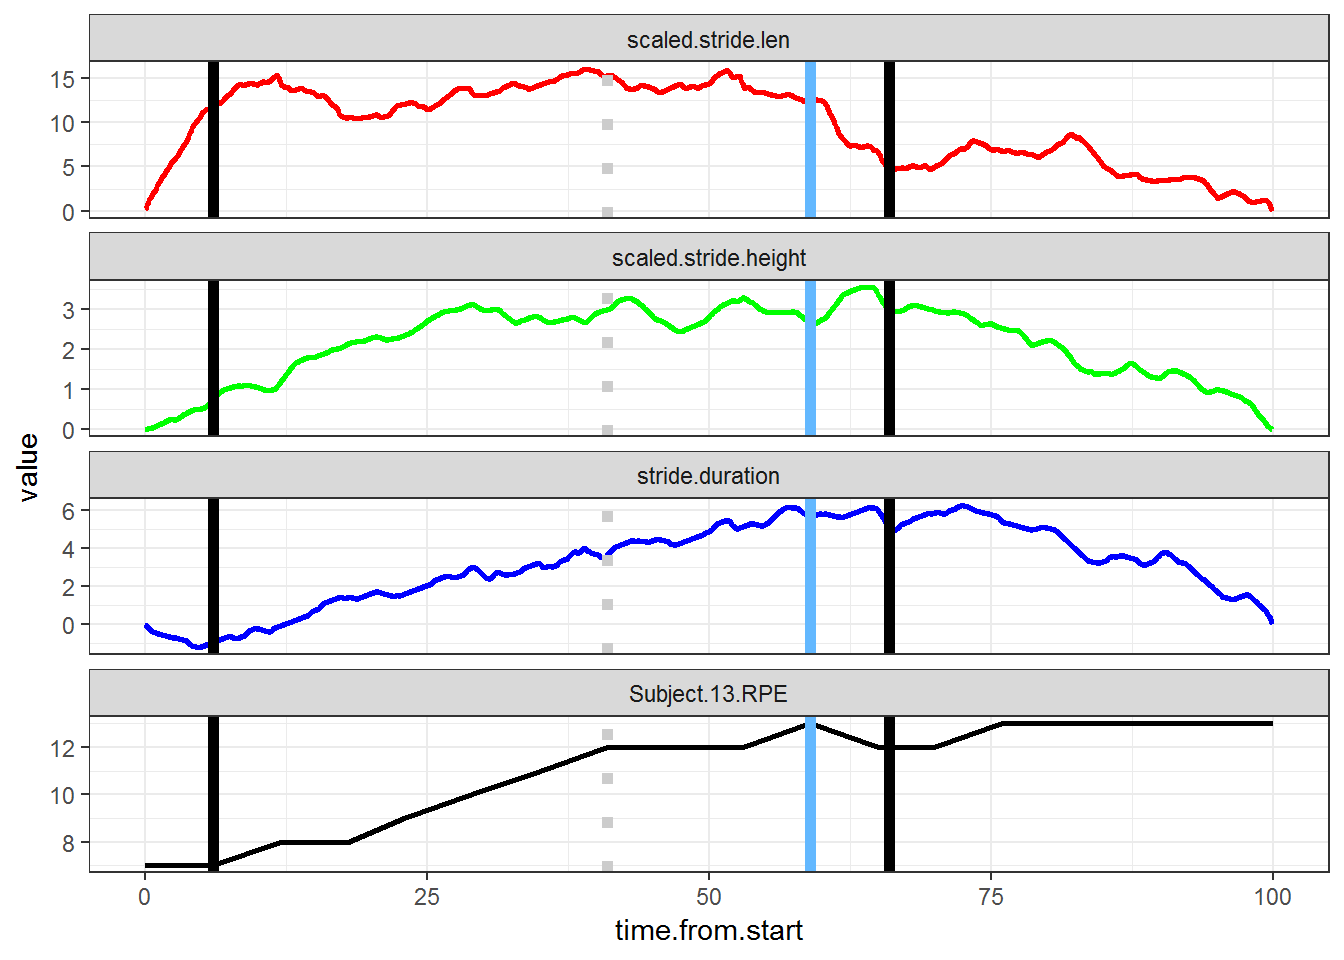 scaled.stride.len
15
10
5
0
scaled.stride.height
3
2
1
0
value
stride.duration
6
4
2
0
Subject.13.RPE
12
10
8
0 25 50 75 100
time.from.start